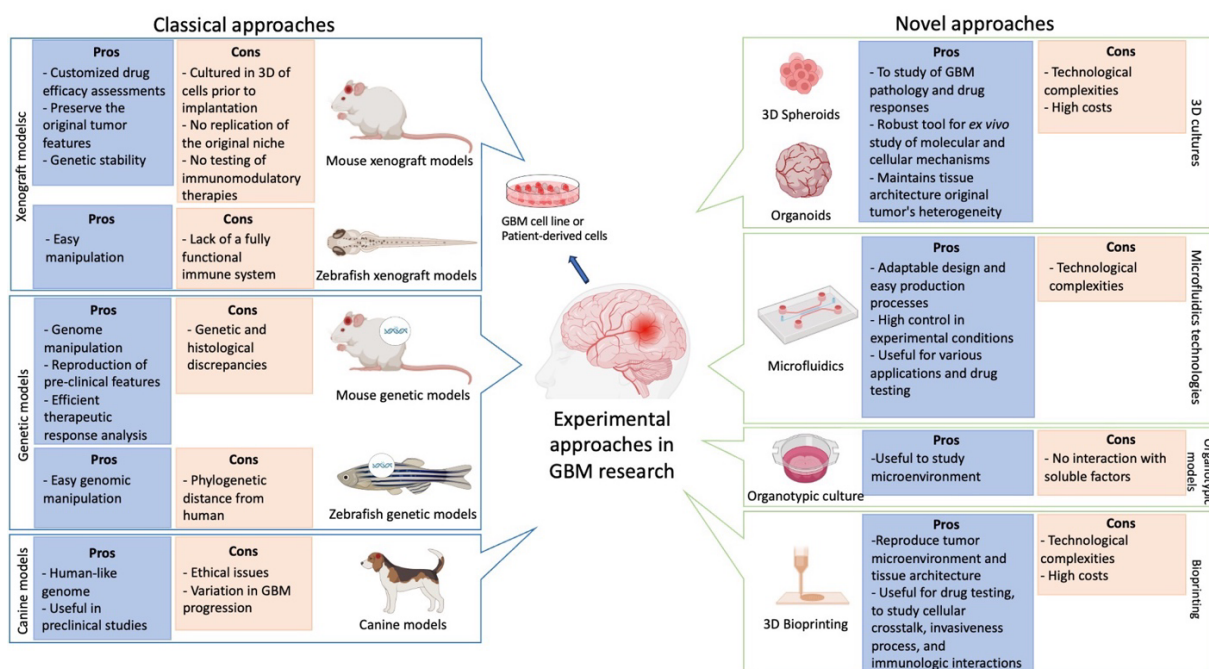 Classical approaches
Xenograft modelsc
Pros
- Customized drug
efficacy assessments
- Preserve the
original tumor
features
- Genetic stability
Cons
- Cultured in 3D of
cells prior to
implantation
- No replication of
the original niche
- No testing of
immunomodulatory
therapies
Mouse xenograft models
Pros
- Easy
manipulation
Cons
- Lack of a fully
functional
immune system
Zebrafish xenograft models
Genetic models
Pros
- Genome
manipulation
- Reproduction of
pre-clinical features
- Efficient
therapeutic
response analysis
Cons
- Genetic and
histological
discrepancies
Mouse genetic models
Pros
- Easy genomic
manipulation
Cons
- Phylogenetic
distance from
human
Zebrafish genetic models
Canine models
Pros
- Human-like
genome
- Useful in
preclinical studies
Cons
- Ethical issues
- Variation in GBM
progression
Canine models
GBM cell line or
Patient-derived cells
Experimental
approaches in
GBM research
Novel approaches
3D Spheroids
Organoids
Pros
- To study of GBM
pathology and drug
responses
- Robust tool for ex vivo
study of molecular and
cellular mechanisms
- Maintains tissue
architecture original
tumor's heterogeneity
Cons
- Technological
complexities
- High costs
3D cultures
Microfluidics
Pros
- Adaptable design and
easy production
processes
- High control in
experimental conditions
- Useful for various
applications and drug
testing
Cons
- Technological
complexities
Microfluidics technologies
Organotypic culture
Pros
-Useful to study
microenvironment
Cons
- No interaction with
soluble factors
Organotypic
models
3D Bioprinting
Pros
-Reproduce tumor
microenvironment and
tissue architecture
- Useful for drug testing,
to study cellular
crosstalk, invasiveness
process, and
immunologic interactions
Cons
- Technological
complexities
- High costs
Bioprinting